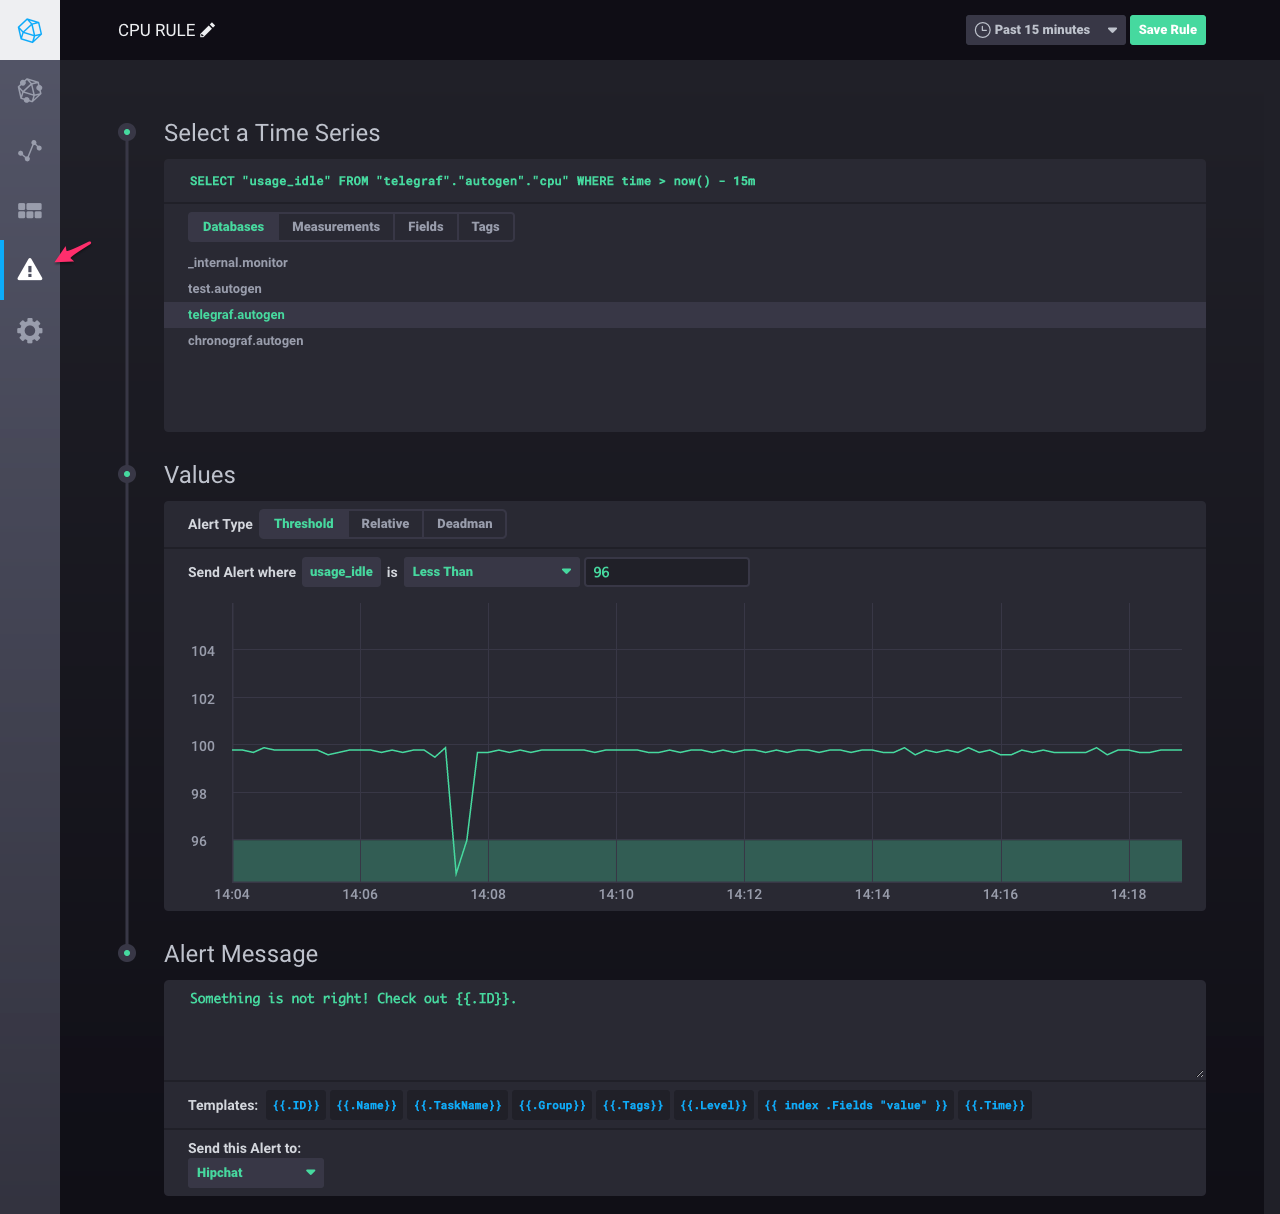 CPU RULE
Past 15 minutes
Save Rule
Select a Time Series
SELECT "usage_idle" FROM "telegraf"."autogen"."cpu" WHERE time > now() - 15m
Databases Measurements Fields Tags
_internal.monitor
test.autogen
telegraf.autogen
chronograf.autogen
Values
Alert Type Threshold Relative Deadman
Send Alert where usage_idle is Less Than 96
104
102
100
98
96
14:04 14:06 14:08 14:10 14:12 14:14 14:16 14:18
Alert Message
Something is not right! Check out {{.ID}}.
Templates: {{.ID}} {{.Name}} {{.TaskName}} {{.Group}} {{.Tags}} {{.Level}} {{ index .Fields "value" }} {{.Time}}
Send this Alert to:
Hipchat